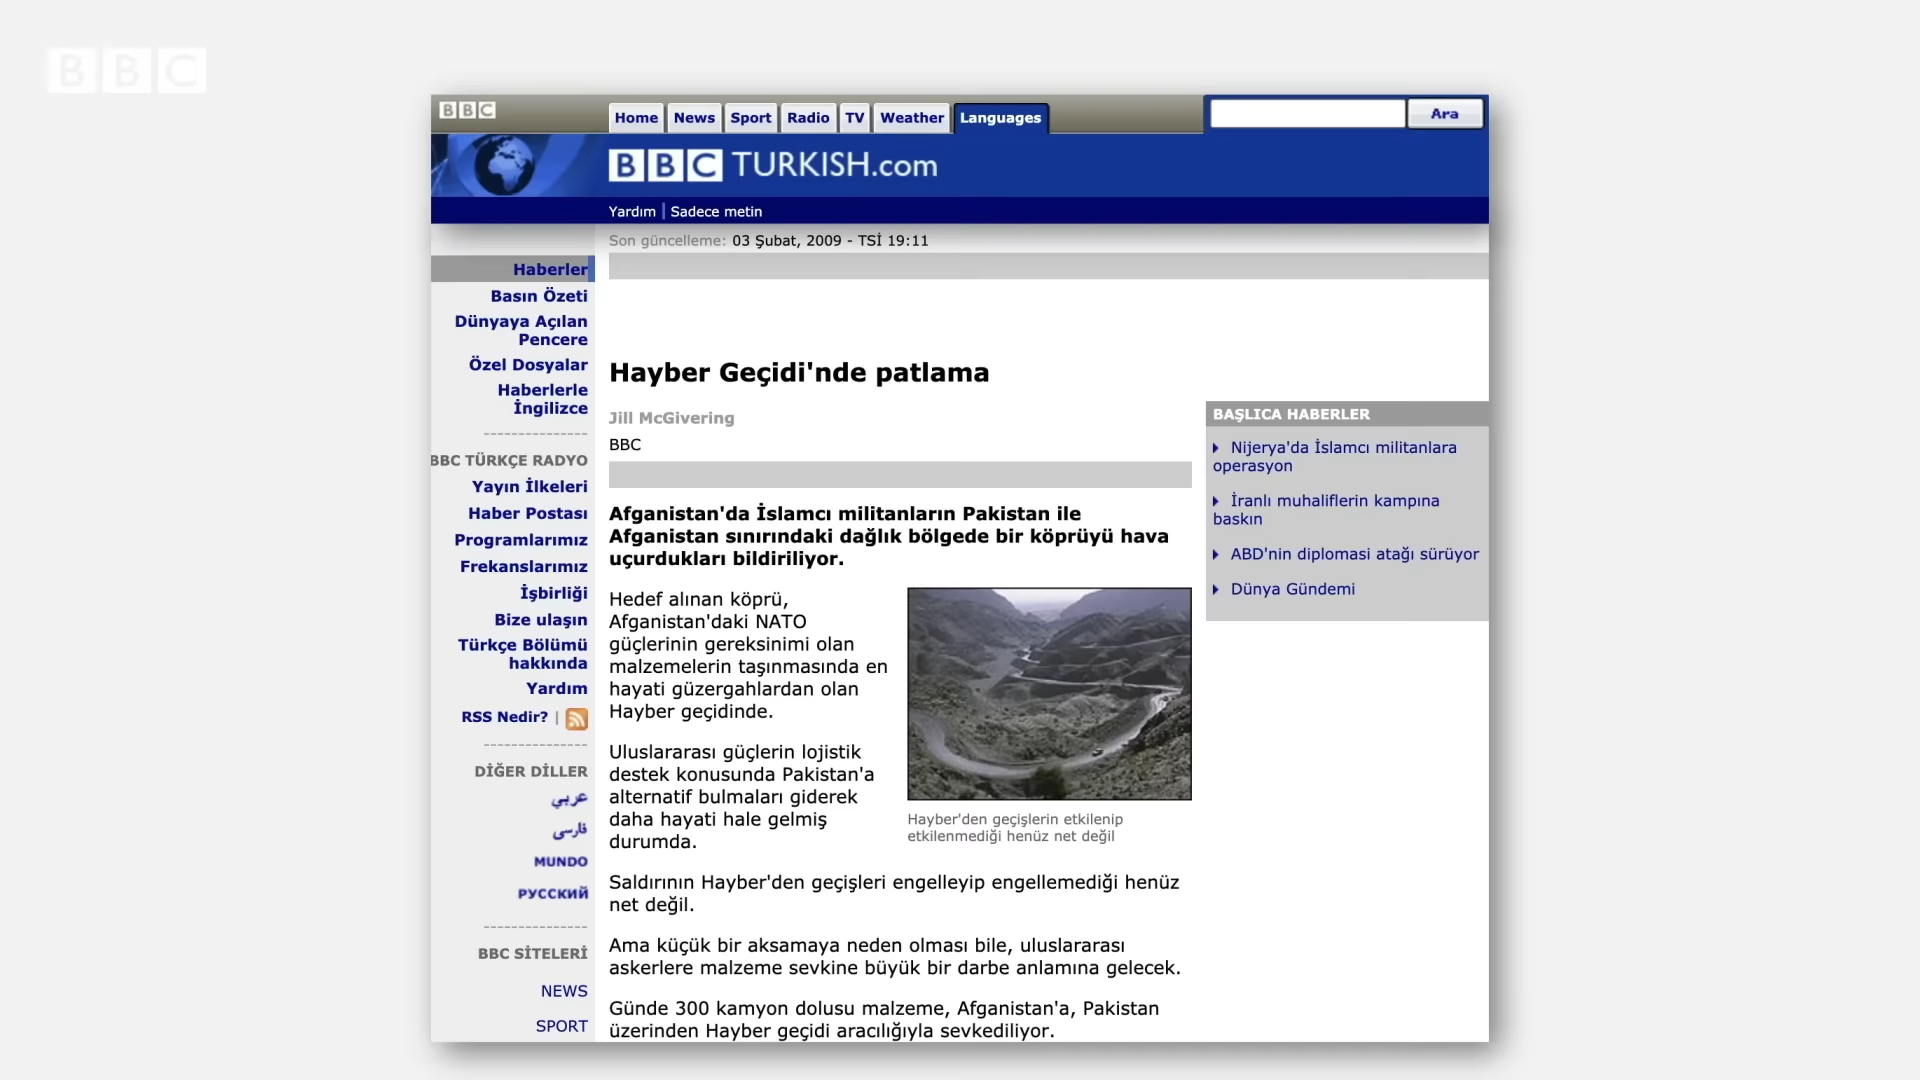 BBC
BBC
Home News Sport Radio TV Weather Languages
Ara
BBC TURKISH.com
Yardım | Sadece metin
Son güncelleme: 03 Şubat, 2009 - TSİ 19:11
Haberler
Basın Özeti
Dünyaya Açılan
Pencere
Özel Dosyalar
Haberlerle
İngilizce
BBC TÜRKÇE RADYO
Yayın İlkeleri
Haber Postası
Programlarımız
Frekanslarımız
İşbirliği
Bize ulaşın
Türkçe Bölümü
hakkında
Yardım
RSS Nedir? |
DİĞER DİLLER
عربي
فارسی
MUNDO
РУССКИЙ
BBC SİTELERİ
NEWS
SPORT
Hayber Geçidi'nde patlama
Jill McGivering
BBC
Afganistan'da İslamcı militanların Pakistan ile
Afganistan sınırındaki dağlık bölgede bir köprüyü hava
uçurdukları bildiriliyor.
Hedef alınan köprü,
Afganistan'daki NATO
güçlerinin gereksinimi olan
malzemelerin taşınmasında en
hayati güzergahlardan olan
Hayber geçidinde.
Uluslararası güçlerin lojistik
destek konusunda Pakistan'a
alternatif bulmaları giderek
daha hayati hale gelmiş
durumda.
Hayber'den geçişlerin etkilenip
etkilenmediği henüz net değil
Saldırının Hayber'den geçişleri engelleyip engellemediği henüz
net değil.
Ama küçük bir aksamaya neden olması bile, uluslararası
askerlere malzeme sevkine büyük bir darbe anlamına gelecek.
Günde 300 kamyon dolusu malzeme, Afganistan'a, Pakistan
üzerinden Hayber geçidi aracılığıyla sevkediliyor.
BAŞLICA HABERLER
Nijerya'da İslamcı militanlara
operasyon
İranlı muhaliflerin kampına
baskın
ABD'nin diplomasi atağı sürüyor
Dünya Gündemi